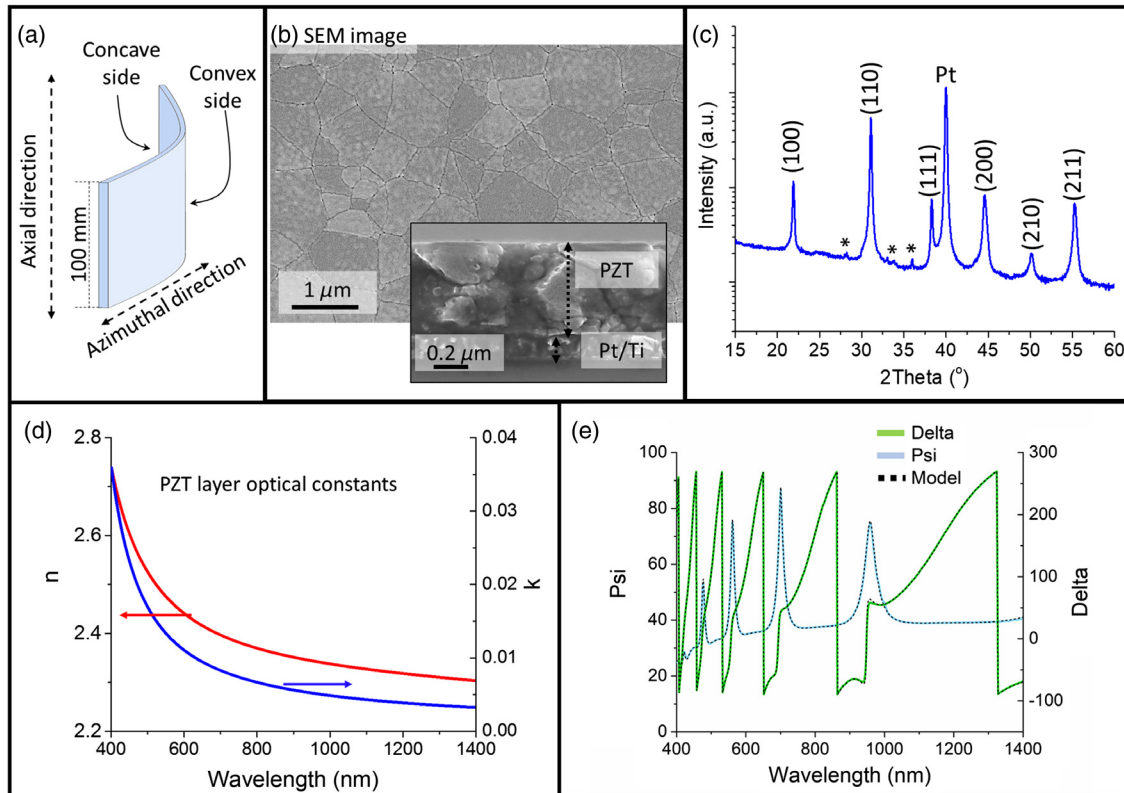 (a)
Concave
side
Convex
side
Axial direction
100 mm
Azimuthal direction
(b) SEM image
1 μm
PZT
Pt/Ti
0.2 μm
(c)
Intensity (a.u.)
(100)
*
(110)
*
*
(111)
Pt
(200)
(210)
(211)
15 20 25 30 35 40 45 50 55 60
2Theta (°)
(d)
PZT layer optical constants
n
2.8
2.6
2.4
2.2
k
0.04
0.03
0.02
0.01
0.00
400 600 800 1000 1200 1400
Wavelength (nm)
(e)
Delta
Psi
Model
Psi
100
80
60
40
20
0
Delta
300
200
100
0
-100
400 600 800 1000 1200 1400
Wavelength (nm)